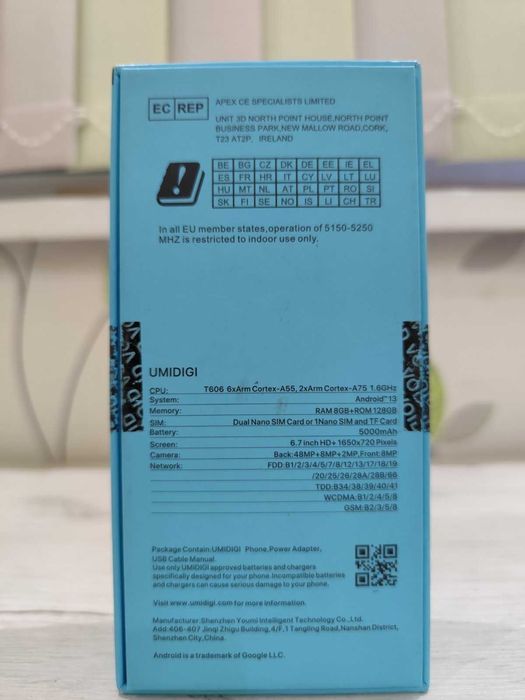 EC REP
APEX CE SPECIALISTS LIMITED
UNIT 3D NORTH POINT HOUSE,NORTH POINT
BUSINESS PARK,NEW MALLOW ROAD,CORK,
T23 AT2P, IRELAND
BE BG CZ DK DE EE IE EL
ES FR HR IT CY LV LT LU
HU MT NL AT PL PT RO SI
SK FI SE NO IS LI CH TR
In all EU member states,operation of 5150-5250
MHZ is restricted to indoor use only.
UMIDIGI
CPU: T606 6xArm Cortex-A55, 2xArm Cortex-A75 1.6GHz
System: Android™13
Memory: RAM 8GB+ROM 128GB
SIM: Dual Nano SIM Card or 1Nano SIM and TF Card
Battery: 5000mAh
Screen: 6.7inch HD+ 1650x720 Pixels
Camera: Back:48MP+8MP+2MP,Front:8MP
Network: FDD:B1/2/3/4/5/7/8/12/13/17/18/19
/20/25/26/28A/28B/66
TDD:B34/38/39/40/41
WCDMA:B1/2/4/5/8
GSM:B2/3/5/8
Package Contain:UMIDIGI Phone,Power Adapter,
USB Cable Manual.
Use only UMIDIGI approved batteries and chargers
specifically designed for your phone. Incompatible batteries
and chargers can cause serious damage to your phone.
Visit www.umidigi.com for more information.
Manufacturer:Shenzhen Youmi Intelligent Technology Co.,Ltd.
Add:406-407 Jinqi Zhigu Building,4/F,1 Tangling Road,Nanshan District,
Shenzhen City,China.
Android is a trademark of Google LLC.